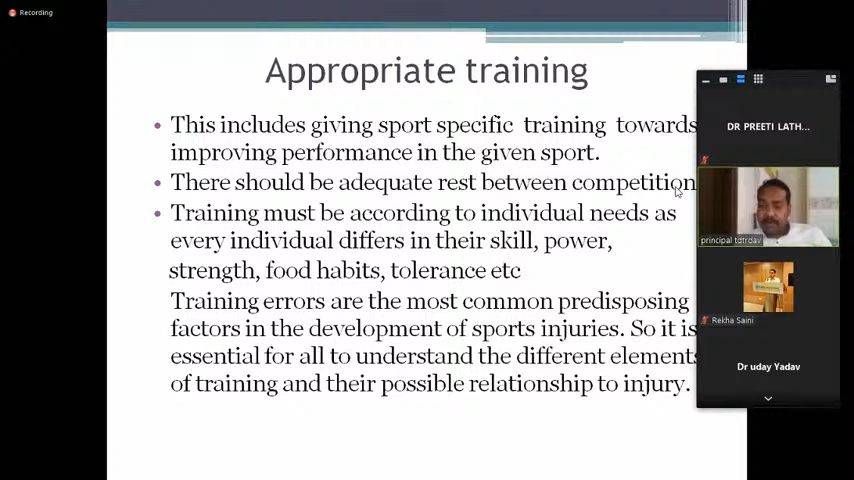 Recording
Appropriate training
• This includes giving sport specific training towards
improving performance in the given sport.
• There should be adequate rest between competition
• Training must be according to individual needs as
every individual differs in their skill, power,
strength, food habits, tolerance etc
Training errors are the most common predisposing
factors in the development of sports injuries. So it is
essential for all to understand the different elements
of training and their possible relationship to injury.
DR PREETI LATH...
principal tdtrdav
Rekha Saini
Dr uday Yadav